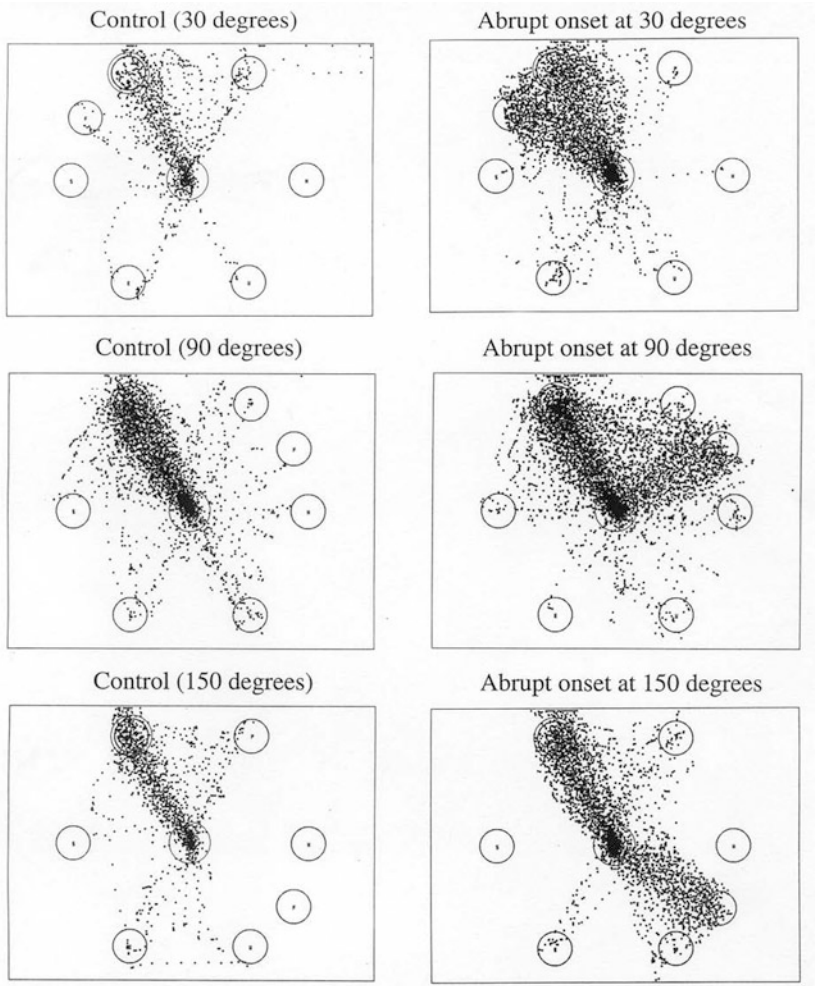 Control (30 degrees)
Abrupt onset at 30 degrees
Control (90 degrees)
Abrupt onset at 90 degrees
Control (150 degrees)
Abrupt onset at 150 degrees